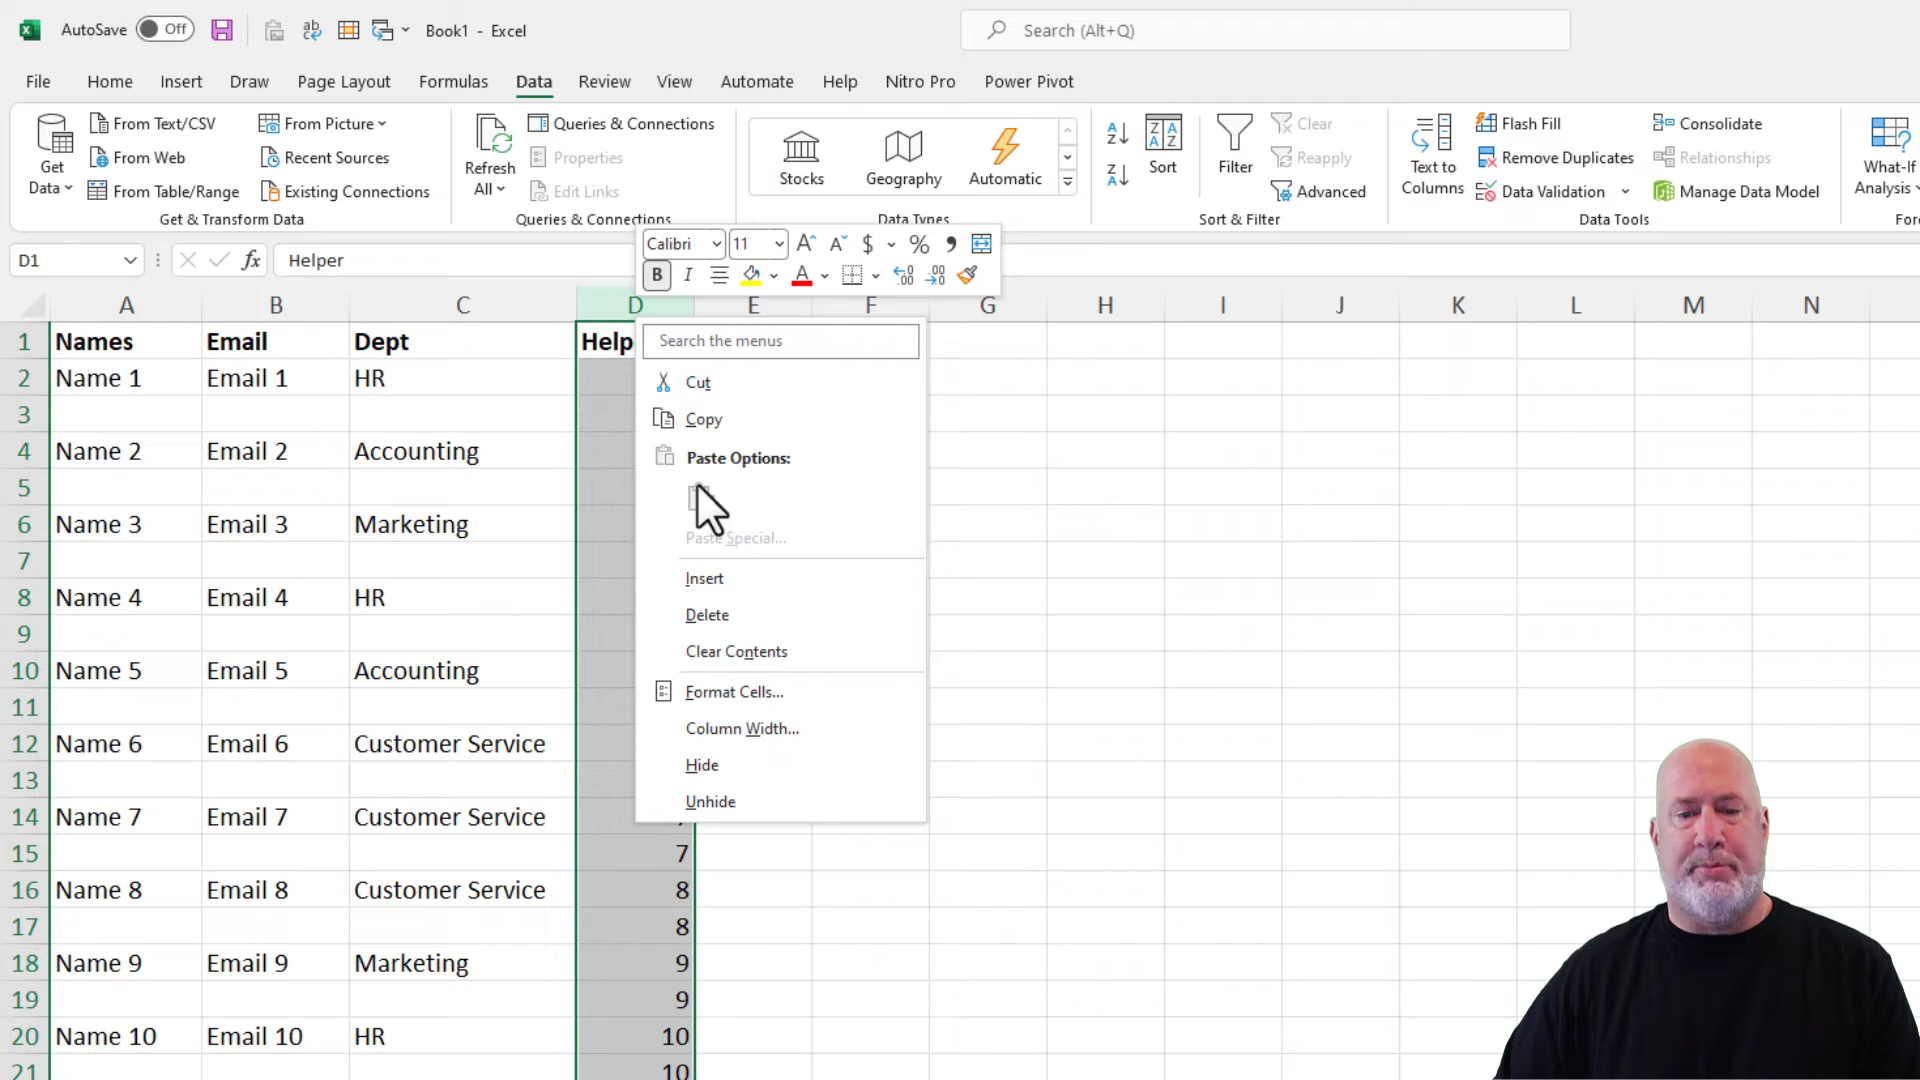 AutoSave Off Book1 - Excel Search (Alt+Q)
File Home Insert Draw Page Layout Formulas Data Review View Automate Help Nitro Pro Power Pivot
Get Data
From Text/CSV
From Web
From Table/Range
From Picture
Recent Sources
Existing Connections
Get & Transform Data
Refresh All
Queries & Connections
Properties
Edit Links
Queries & Connections
Stocks
Geography
Automatic
Data Types
Sort
Filter
Clear
Reapply
Advanced
Sort & Filter
Text to Columns
Flash Fill
Remove Duplicates
Data Validation
Consolidate
Relationships
Manage Data Model
Data Tools
What-If Analysis
D1 fx Helper
Calibri 11 A A $ % 9
B I A
A B C D E F G H I J K L M N
1 Names Email Dept Help
2 Name 1 Email 1 HR
3
4 Name 2 Email 2 Accounting
5
6 Name 3 Email 3 Marketing
7
8 Name 4 Email 4 HR
9
10 Name 5 Email 5 Accounting
11
12 Name 6 Email 6 Customer Service
13
14 Name 7 Email 7 Customer Service
15 7
16 Name 8 Email 8 Customer Service 8
17 8
18 Name 9 Email 9 Marketing 9
19 9
20 Name 10 Email 10 HR 10
21 10
Search the menus
Cut
Copy
Paste Options:
Paste Special...
Insert
Delete
Clear Contents
Format Cells...
Column Width...
Hide
Unhide